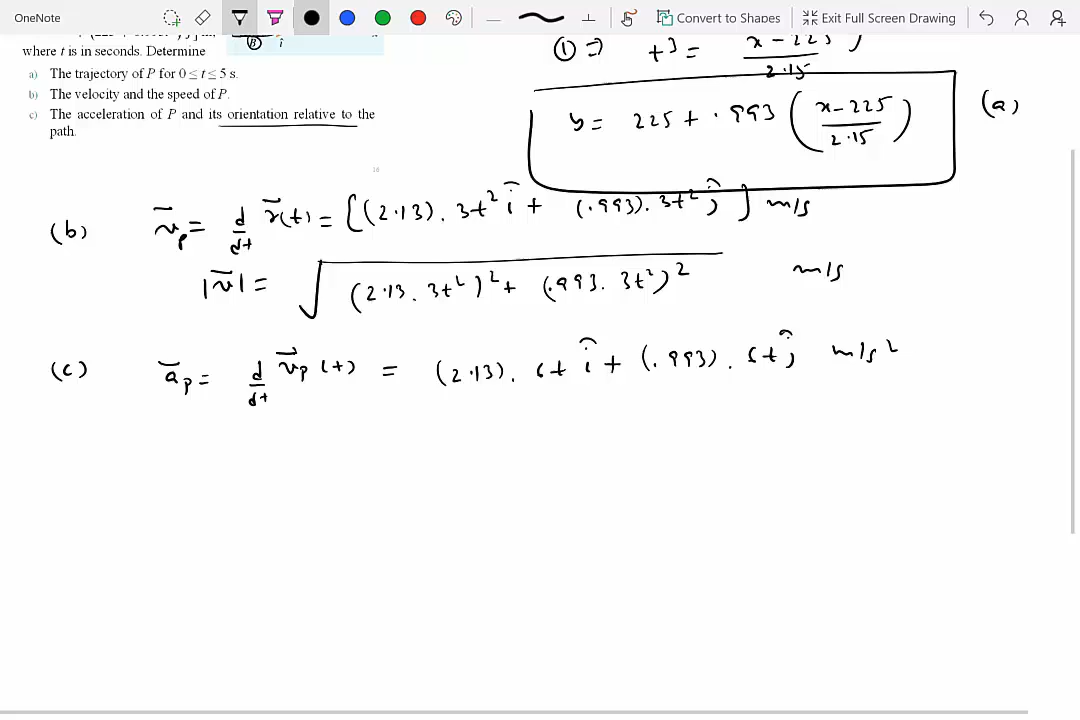 OneNote Convert to Shapes Exit Full Screen Drawing
where t is in seconds. Determine
B i
a) The trajectory of P for 0 ≤ t ≤ 5 s.
b) The velocity and the speed of P.
c) The acceleration of P and its orientation relative to the
path.
① ⇒ t³ = (x - 225)/2.15
y = 225 + .993 ((x - 225)/2.15) (a)
(b) v⃗p = d/dt r⃗(t) = [(2.13). 3t² î + (.993). 3t² ĵ] m/s
|v⃗| = √((2.13. 3t²)² + (.993. 3t²)²) m/s
(c) a⃗p = d/dt v⃗p (t) = (2.13). 6t î + (.993). 6t ĵ m/s²